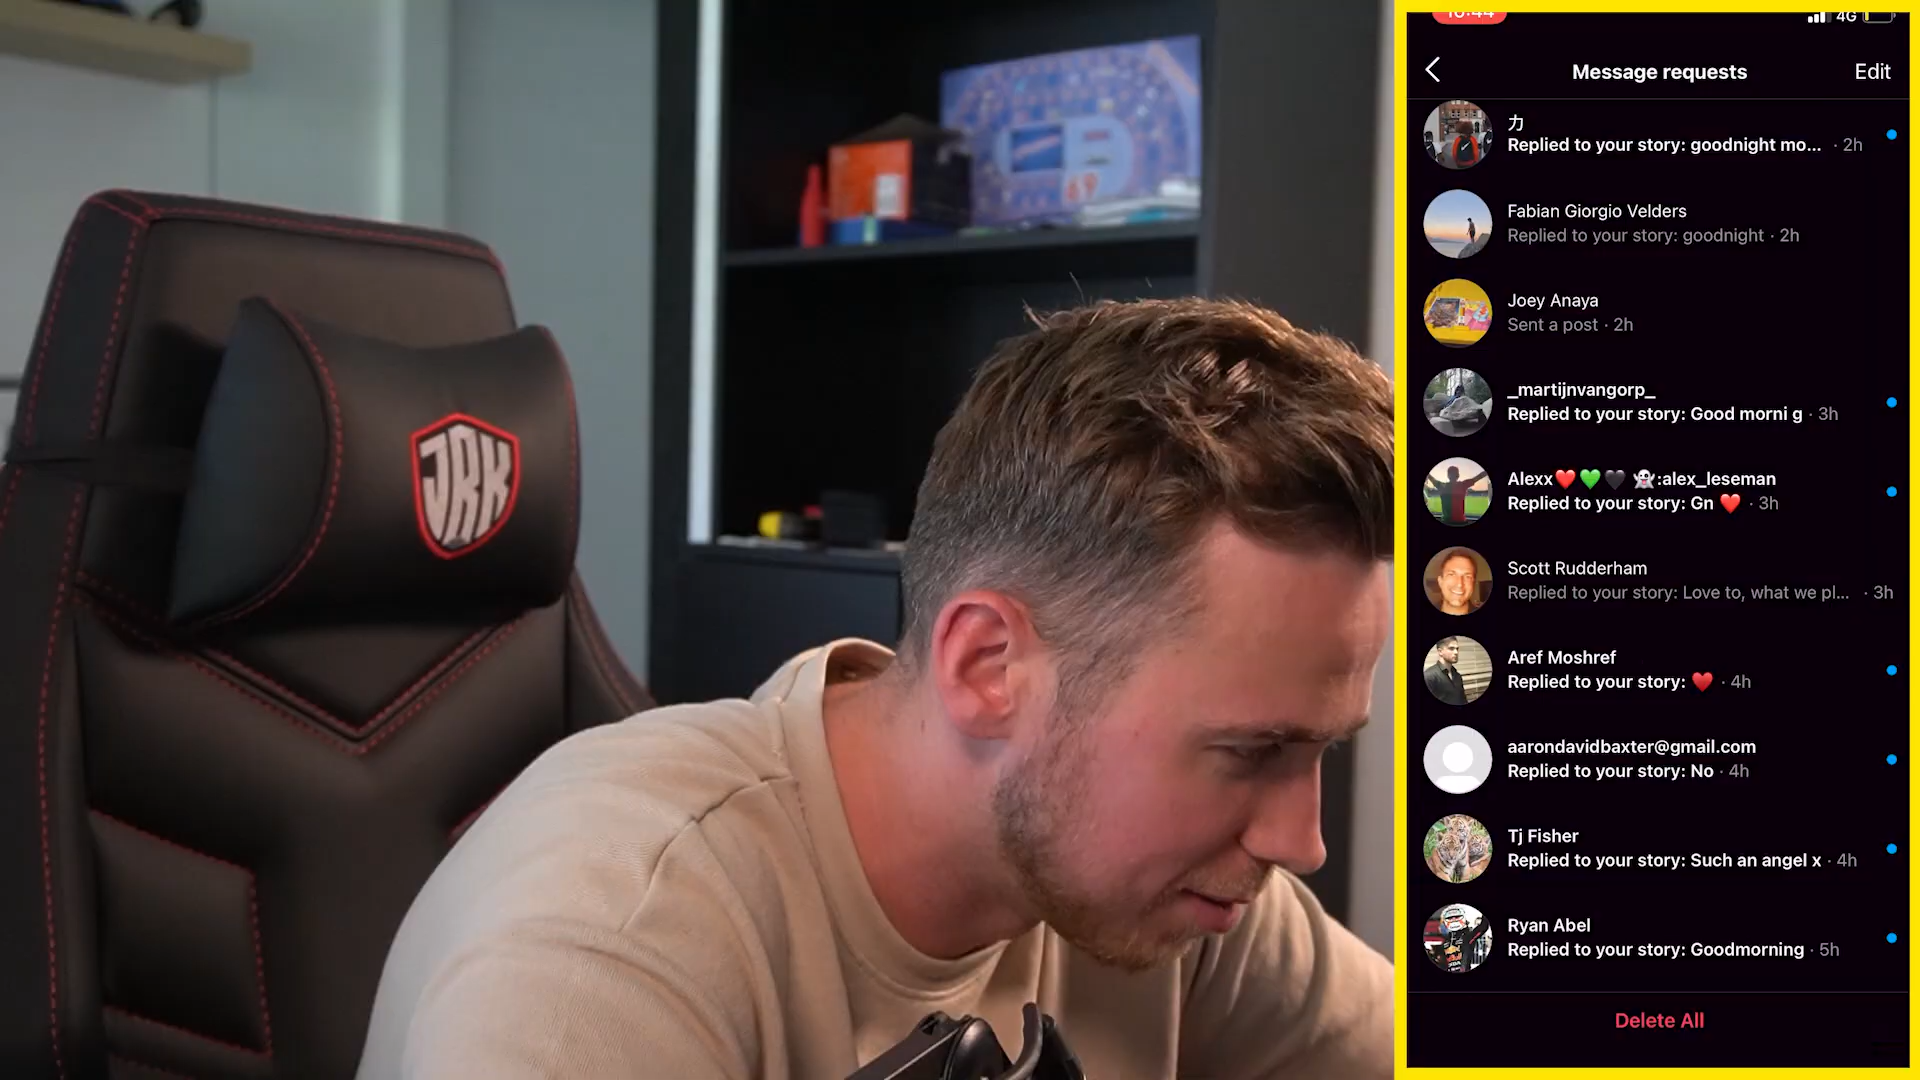 JRK
69
4G
Message requests
Edit
力
Replied to your story: goodnight mo... · 2h
Fabian Giorgio Velders
Replied to your story: goodnight · 2h
Joey Anaya
Sent a post · 2h
_martijnvangorp_
Replied to your story: Good morni g · 3h
Alexx❤️💚🖤 👻:alex_leseman
Replied to your story: Gn ❤️ · 3h
Scott Rudderham
Replied to your story: Love to, what we pl... · 3h
Aref Moshref
Replied to your story: ❤️ · 4h
aarondavidbaxter@gmail.com
Replied to your story: No · 4h
Tj Fisher
Replied to your story: Such an angel x · 4h
Ryan Abel
Replied to your story: Goodmorning · 5h
Delete All